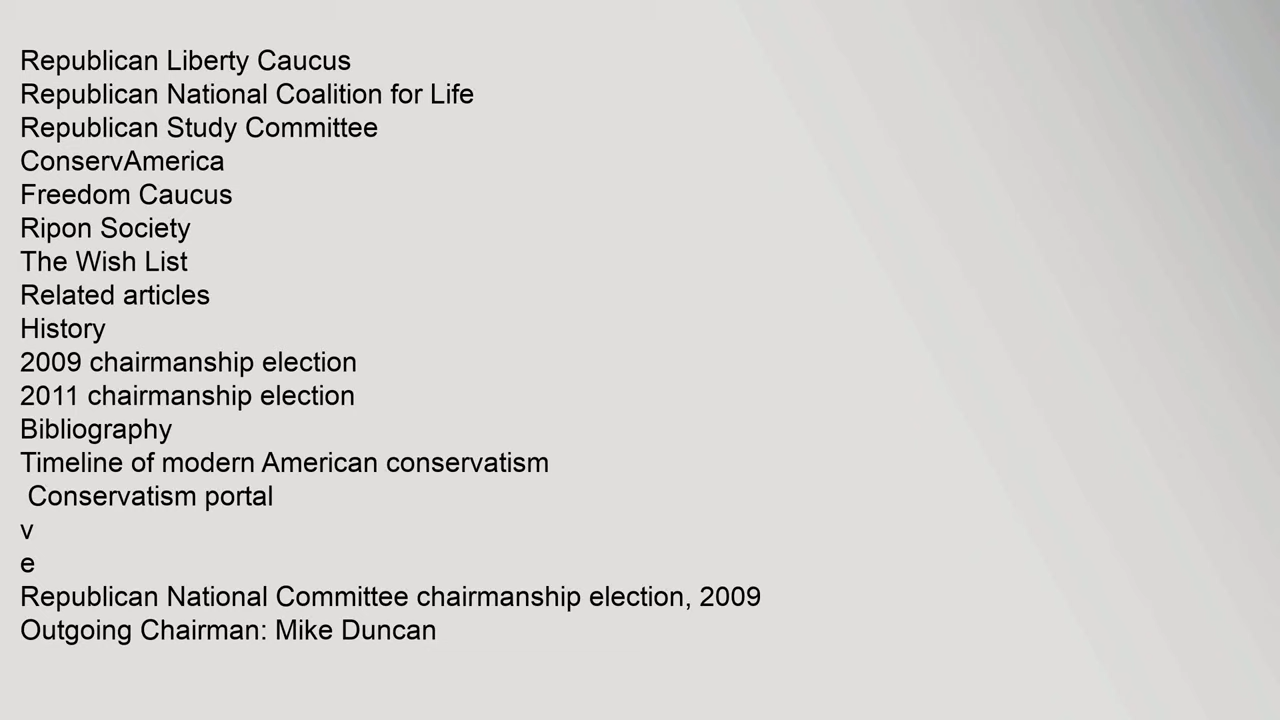 Republican Liberty Caucus
Republican National Coalition for Life
Republican Study Committee
ConservAmerica
Freedom Caucus
Ripon Society
The Wish List
Related articles
History
2009 chairmanship election
2011 chairmanship election
Bibliography
Timeline of modern American conservatism
Conservatism portal
v
e
Republican National Committee chairmanship election, 2009
Outgoing Chairman: Mike Duncan